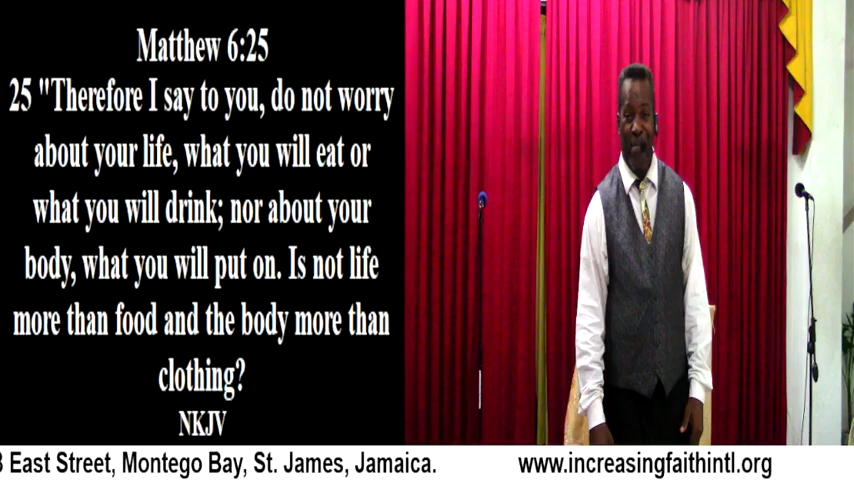 Matthew 6:25
25 "Therefore I say to you, do not worry
about your life, what you will eat or
what you will drink; nor about your
body, what you will put on. Is not life
more than food and the body more than
clothing?
NKJV
East Street, Montego Bay, St. James, Jamaica.
www.increasingfaithintl.org